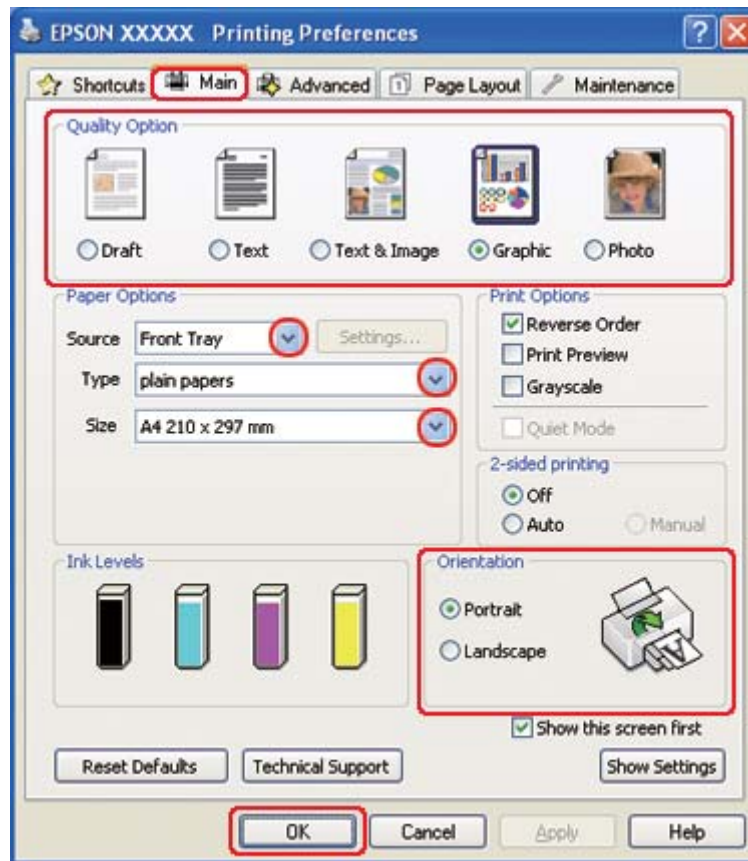 EPSON XXXXX Printing Preferences
Shortcuts Main Advanced Page Layout Maintenance
Quality Option
Draft Text Text & Image Graphic Photo
Paper Options
Source Front Tray Settings...
Type plain papers
Size A4 210 x 297 mm
Print Options
Reverse Order
Print Preview
Grayscale
Quiet Mode
2-sided printing
Off
Auto Manual
Ink Levels
Orientation
Portrait
Landscape
Show this screen first
Reset Defaults Technical Support Show Settings
OK Cancel Apply Help